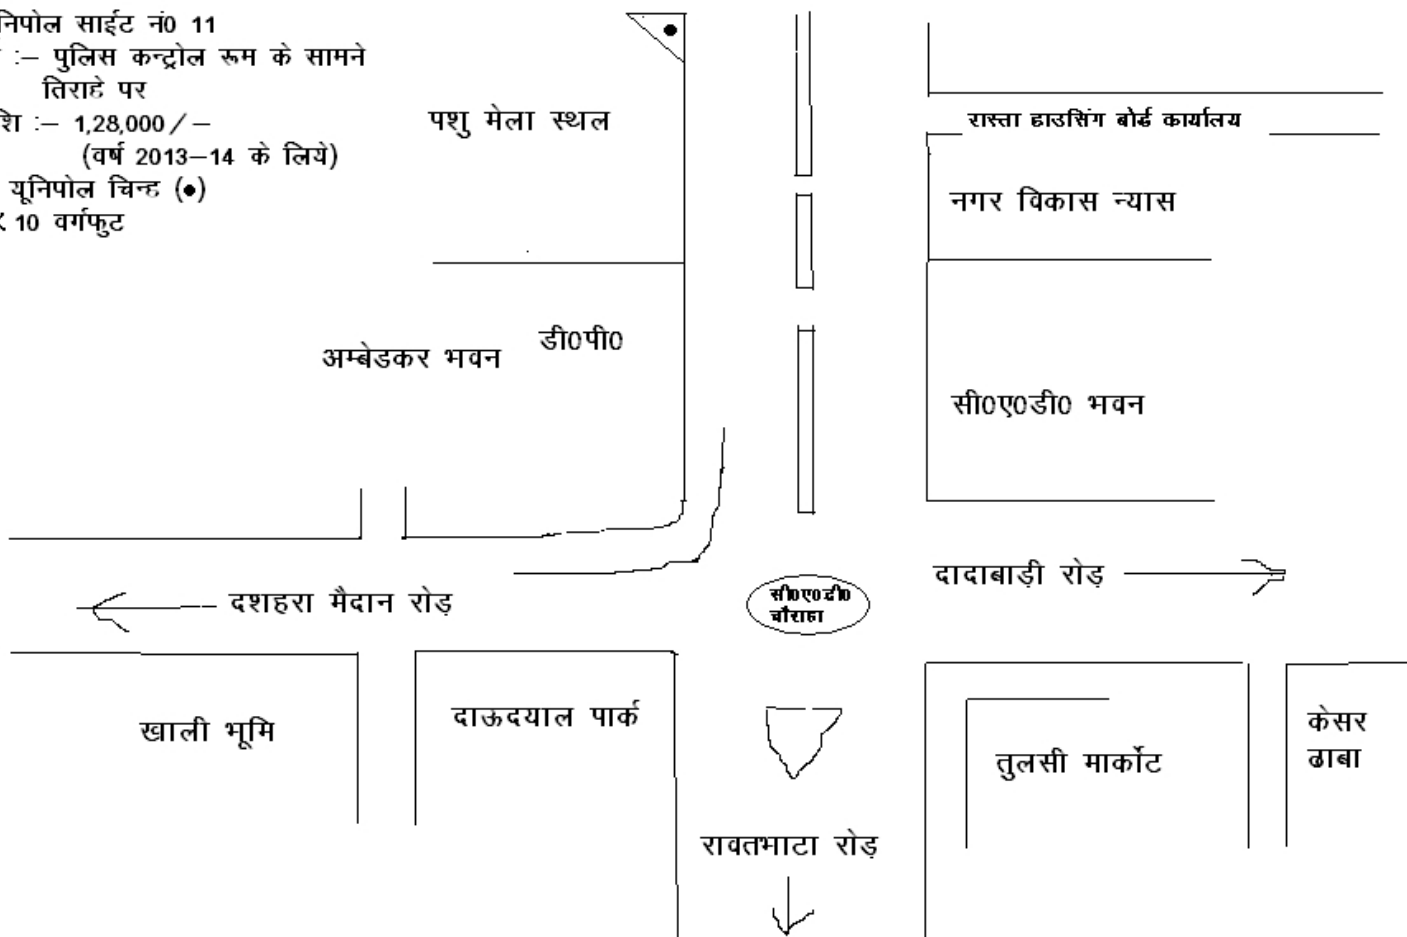 साईट नं0 11
:– पुलिस कन्ट्रोल रूम के सामने
तिराहे पर
:– 1,28,000/–
(वर्ष 2013–14 के लिये)
यूनिपोल चिन्ह (●)
10 वर्गफुट
पशु मेला स्थल
रास्ता हाउसिंग बोर्ड कार्यालय
नगर विकास न्यास
डी0पी0
अम्बेडकर भवन
सी0ए0डी0 भवन
दादाबाड़ी रोड़
दशहरा मैदान रोड़
सी0ए0डी0
चौराहा
खाली भूमि
दाऊदयाल पार्क
तुलसी मार्कोट
केसर
ढाबा
रावतभाटा रोड़